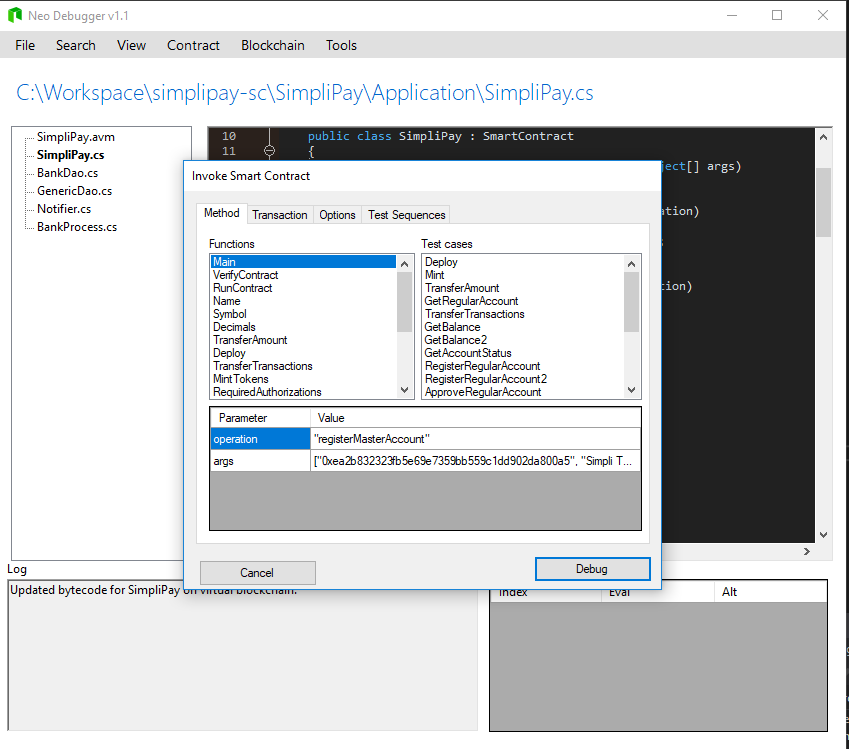 Neo Debugger v1.1
File Search View Contract Blockchain Tools
C:\Workspace\simplipay-sc\SimpliPay\Application\SimpliPay.cs
SimpliPay.avm
SimpliPay.cs
BankDao.cs
GenericDao.cs
Notifier.cs
BankProcess.cs
10 public class SimpliPay : SmartContract
11 {
ject[] args)
ation)
ion)
Invoke Smart Contract
Method Transaction Options Test Sequences
Functions
Main
VerifyContract
RunContract
Name
Symbol
Decimals
TransferAmount
Deploy
TransferTransactions
MintTokens
RequiredAuthorizations
Test cases
Deploy
Mint
TransferAmount
GetRegularAccount
TransferTransactions
GetBalance
GetBalance2
GetAccountStatus
RegisterRegularAccount
RegisterRegularAccount2
ApproveRegularAccount
Parameter Value
operation "registerMasterAccount"
args ["0xea2b832323fb5e69e7359bb559c1dd902da800a5", "Simpli T...
Cancel Debug
Log
Updated bytecode for SimpliPay on virtual blockchain.
Index Eval Alt